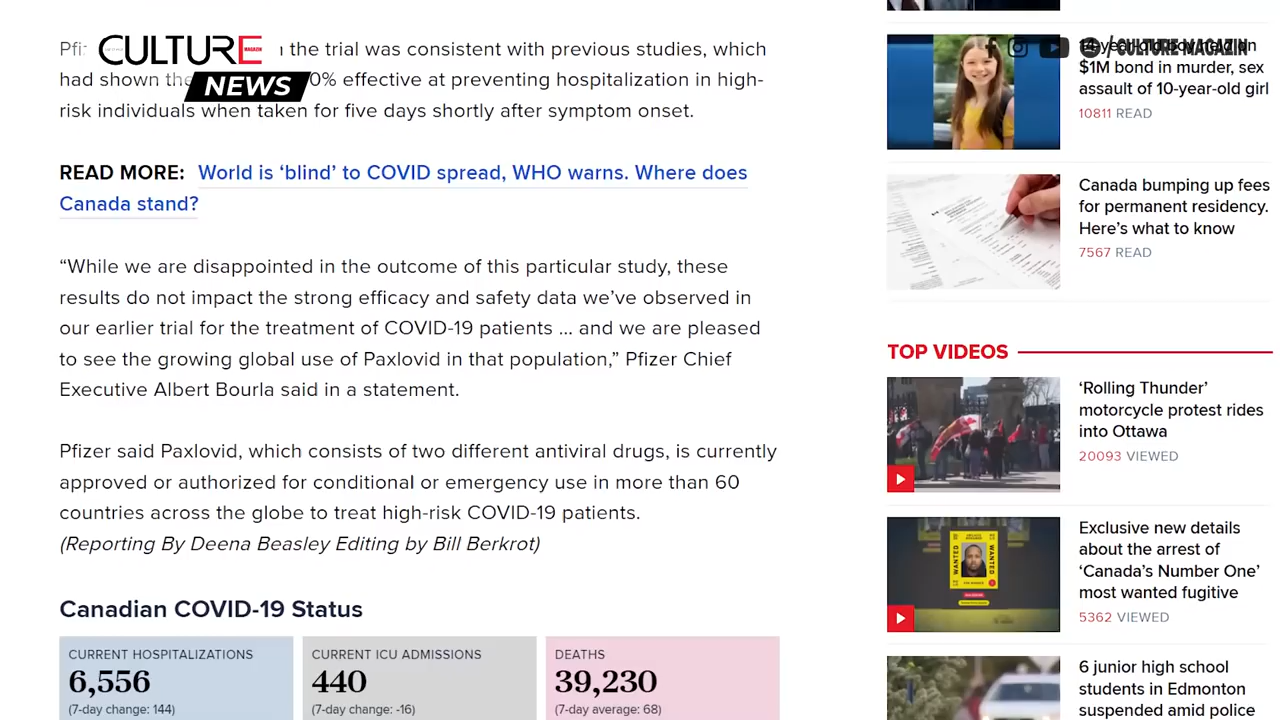 CULTURE
MAGAZIN
NEWS
/ CULTURE MAGAZIN
the trial was consistent with previous studies, which
had shown 0% effective at preventing hospitalization in high-
risk individuals when taken for five days shortly after symptom onset.
READ MORE: World is ‘blind’ to COVID spread, WHO warns. Where does
Canada stand?
“While we are disappointed in the outcome of this particular study, these
results do not impact the strong efficacy and safety data we’ve observed in
our earlier trial for the treatment of COVID-19 patients … and we are pleased
to see the growing global use of Paxlovid in that population,” Pfizer Chief
Executive Albert Bourla said in a statement.
Pfizer said Paxlovid, which consists of two different antiviral drugs, is currently
approved or authorized for conditional or emergency use in more than 60
countries across the globe to treat high-risk COVID-19 patients.
(Reporting By Deena Beasley Editing by Bill Berkrot)
Canadian COVID-19 Status
CURRENT HOSPITALIZATIONS
6,556
(7-day change: 144)
CURRENT ICU ADMISSIONS
440
(7-day change: -16)
DEATHS
39,230
(7-day average: 68)
14-year-old boy held on
$1M bond in murder, sex
assault of 10-year-old girl
10811 READ
Canada bumping up fees
for permanent residency.
Here’s what to know
7567 READ
TOP VIDEOS
‘Rolling Thunder’
motorcycle protest rides
into Ottawa
20093 VIEWED
WANTED
WANTED
Exclusive new details
about the arrest of
‘Canada’s Number One’
most wanted fugitive
5362 VIEWED
6 junior high school
students in Edmonton
suspended amid police